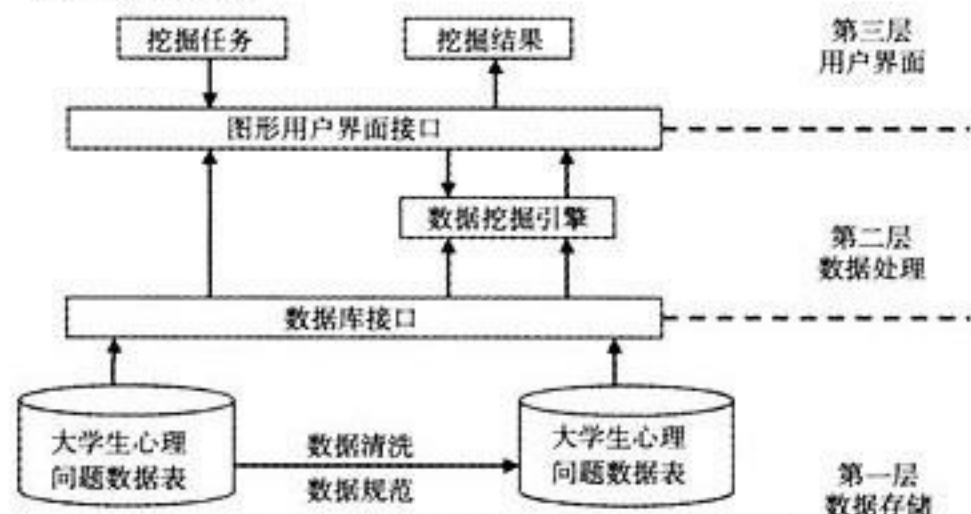 挖掘任务
挖掘结果
第三层
用户界面
图形用户界面接口
数据挖掘引擎
第二层
数据处理
数据库接口
大学生心理
问题数据表
数据清洗
数据规范
大学生心理
问题数据表
第一层
数据存储